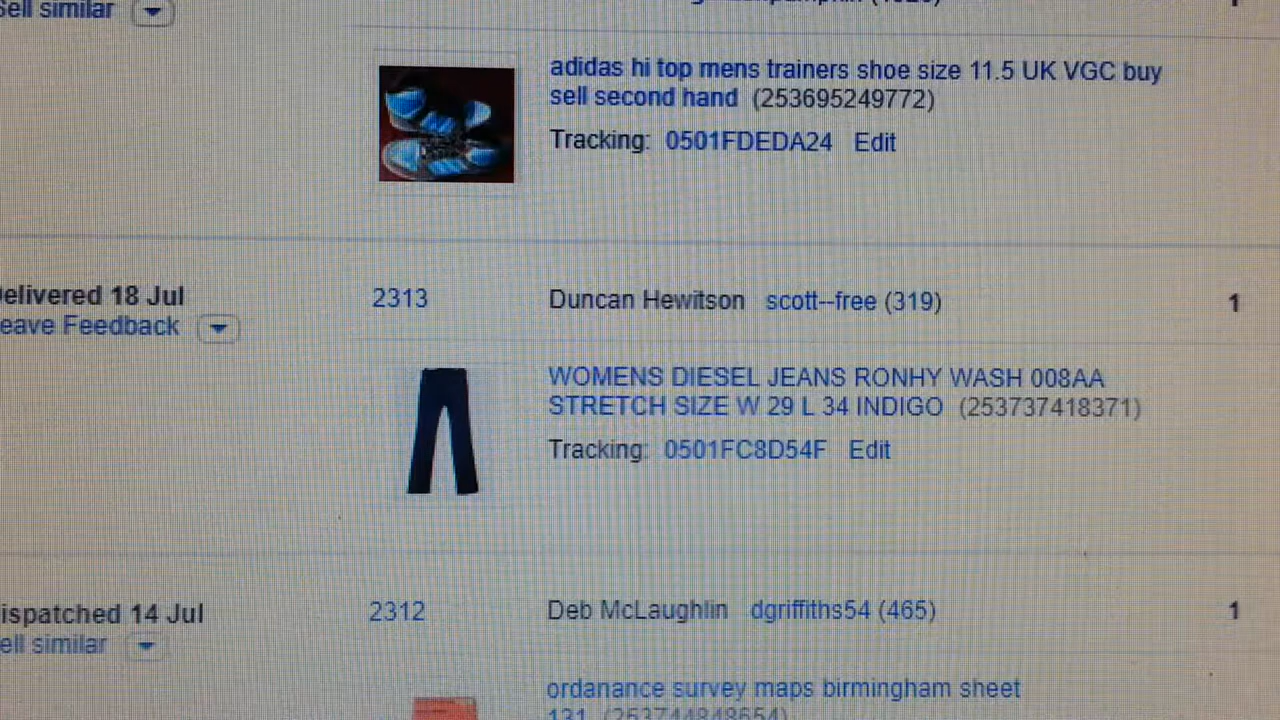 ell similar
adidas hi top mens trainers shoe size 11.5 UK VGC buy
sell second hand (253695249772)
Tracking: 0501FDEDA24 Edit
elivered 18 Jul
2313 Duncan Hewitson scott--free (319) 1
eave Feedback
WOMENS DIESEL JEANS RONHY WASH 008AA
STRETCH SIZE W 29 L 34 INDIGO (253737418371)
Tracking: 0501FC8D54F Edit
ispatched 14 Jul
2312 Deb McLaughlin dgriffiths54 (465) 1
ell similar
ordanance survey maps birmingham sheet
131 (253744848654)